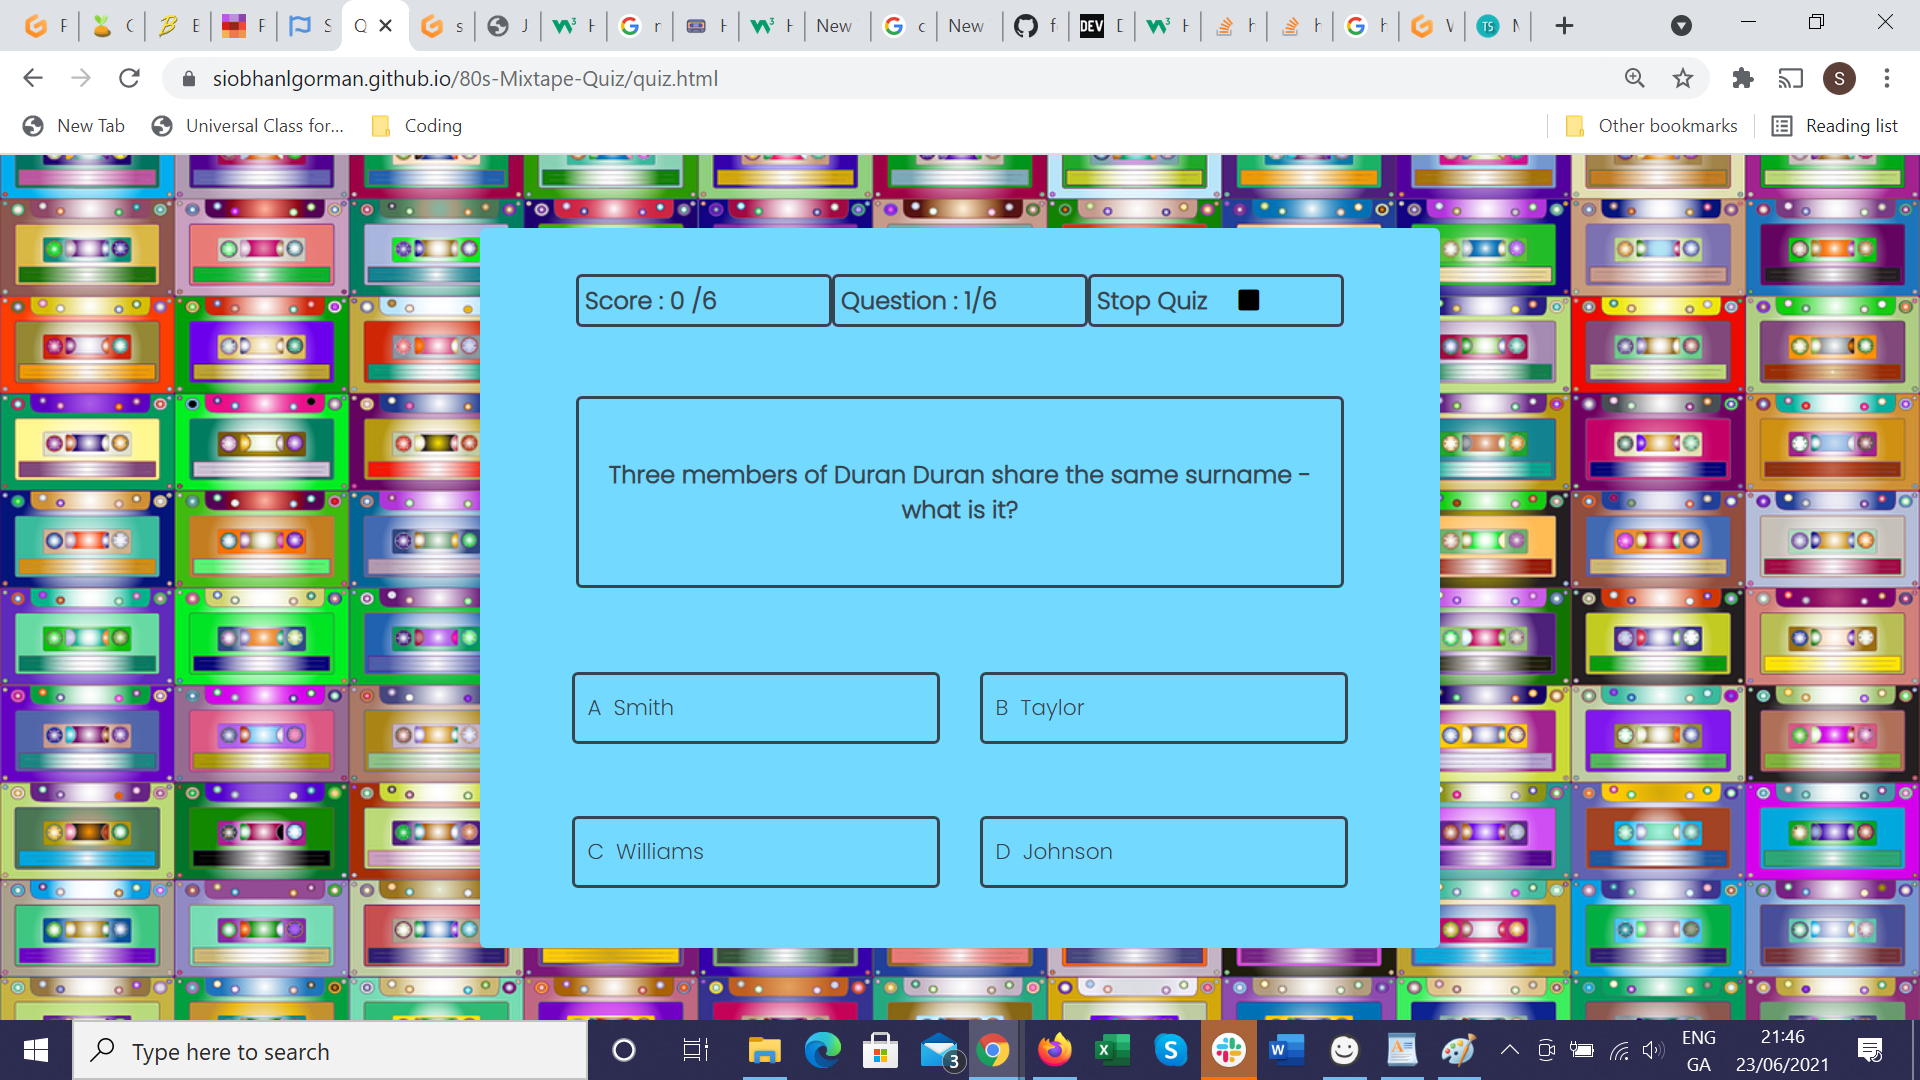 New
New
DEV
TS
siobhanlgorman.github.io/80s-Mixtape-Quiz/quiz.html
S
New Tab
Universal Class for...
Coding
Other bookmarks
Reading list
Score : 0 /6
Question : 1/6
Stop Quiz
Three members of Duran Duran share the same surname -
what is it?
A Smith
B Taylor
C Williams
D Johnson
Type here to search
3
ENG
GA
21:46
23/06/2021